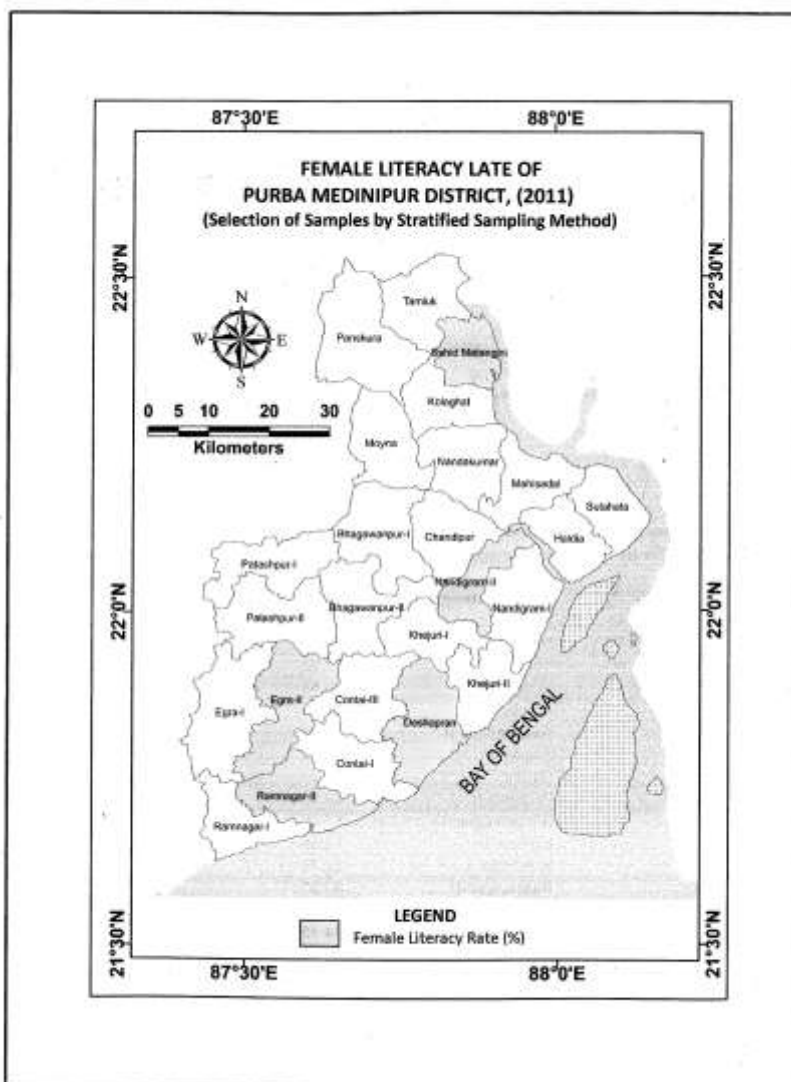 87°30'E 88°0'E
FEMALE LITERACY LATE OF
PURBA MEDINIPUR DISTRICT, (2011)
(Selection of Samples by Stratified Sampling Method)
22°30'N 22°30'N
N
W E
S
Tamluk
Panskura
Sahid Matangini
0 5 10 20 30
Kilometers
Kolaghat
Moyna
Nandakumar
Mahisadal
Sutahata
Bhagawanpur-I
Chandipur
Haldia
Patashpur-I
Nandigram-II
22°0'N 22°0'N
Patashpur-II
Bhagawanpur-II
Nandigram-I
Khejuri-I
Khejuri-II
Egra-I
Egra-II
Contai-III
Deshapran
BAY OF BENGAL
Contai-I
Ramnagar-II
Ramnagar-I
LEGEND
Female Literacy Rate (%)
21°30'N 21°30'N
87°30'E 88°0'E